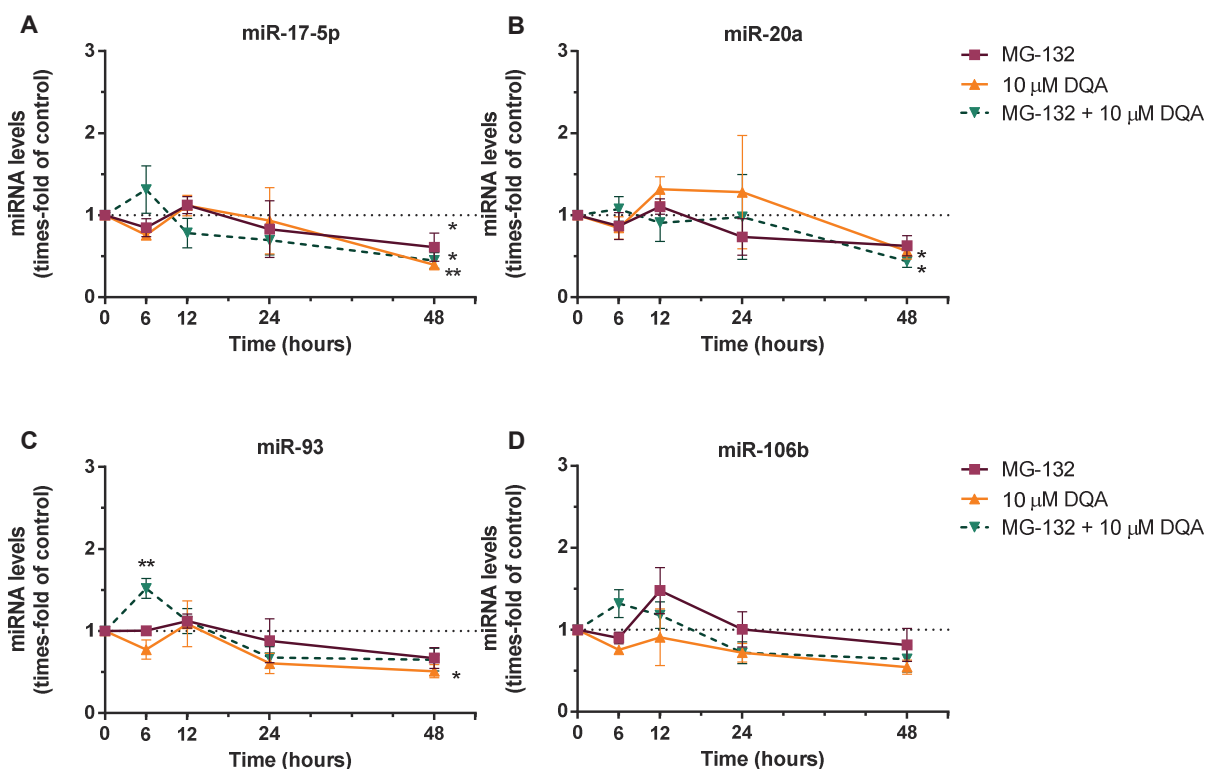 A
miR-17-5p
miRNA levels
(times-fold of control)
3
2
1
0
*
*
**
0 6 12 24 48
Time (hours)
B
miR-20a
miRNA levels
(times-fold of control)
3
2
1
0
*
*
0 6 12 24 48
Time (hours)
MG-132
10 μM DQA
MG-132 + 10 μM DQA
C
miR-93
miRNA levels
(times-fold of control)
3
2
1
0
**
*
0 6 12 24 48
Time (hours)
D
miR-106b
miRNA levels
(times-fold of control)
3
2
1
0
0 6 12 24 48
Time (hours)
MG-132
10 μM DQA
MG-132 + 10 μM DQA